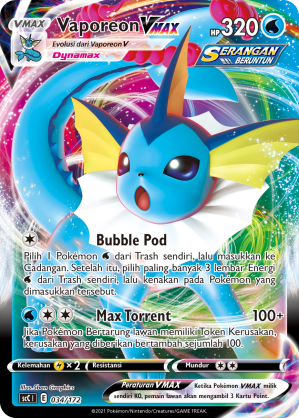 VMAX Vaporeon VMAX HP 320
Evolusi dari Vaporeon V
Dynamax
SERANGAN BERUNTUN
Bubble Pod
Pilih 1 Pokémon dari Trash sendiri, lalu masukkan ke
Cadangan. Setelah itu, pilih paling banyak 3 lembar Energi
dari Trash sendiri, lalu kenakan pada Pokémon yang
dimasukkan tersebut.
Max Torrent 100+
Jika Pokémon Bertarung lawan memiliki Token Kerusakan,
kerusakan yang diberikan bertambah sejumlah 100.
Kelemahan ×2 Resistansi Mundur
Illus. 5ban Graphics
scC I E 034/172
Peraturan VMAX Ketika Pokémon VMAX milik
sendiri KO, pemain lawan akan mengambil 3 Kartu Point.
©2021 Pokémon/Nintendo/Creatures/GAME FREAK.